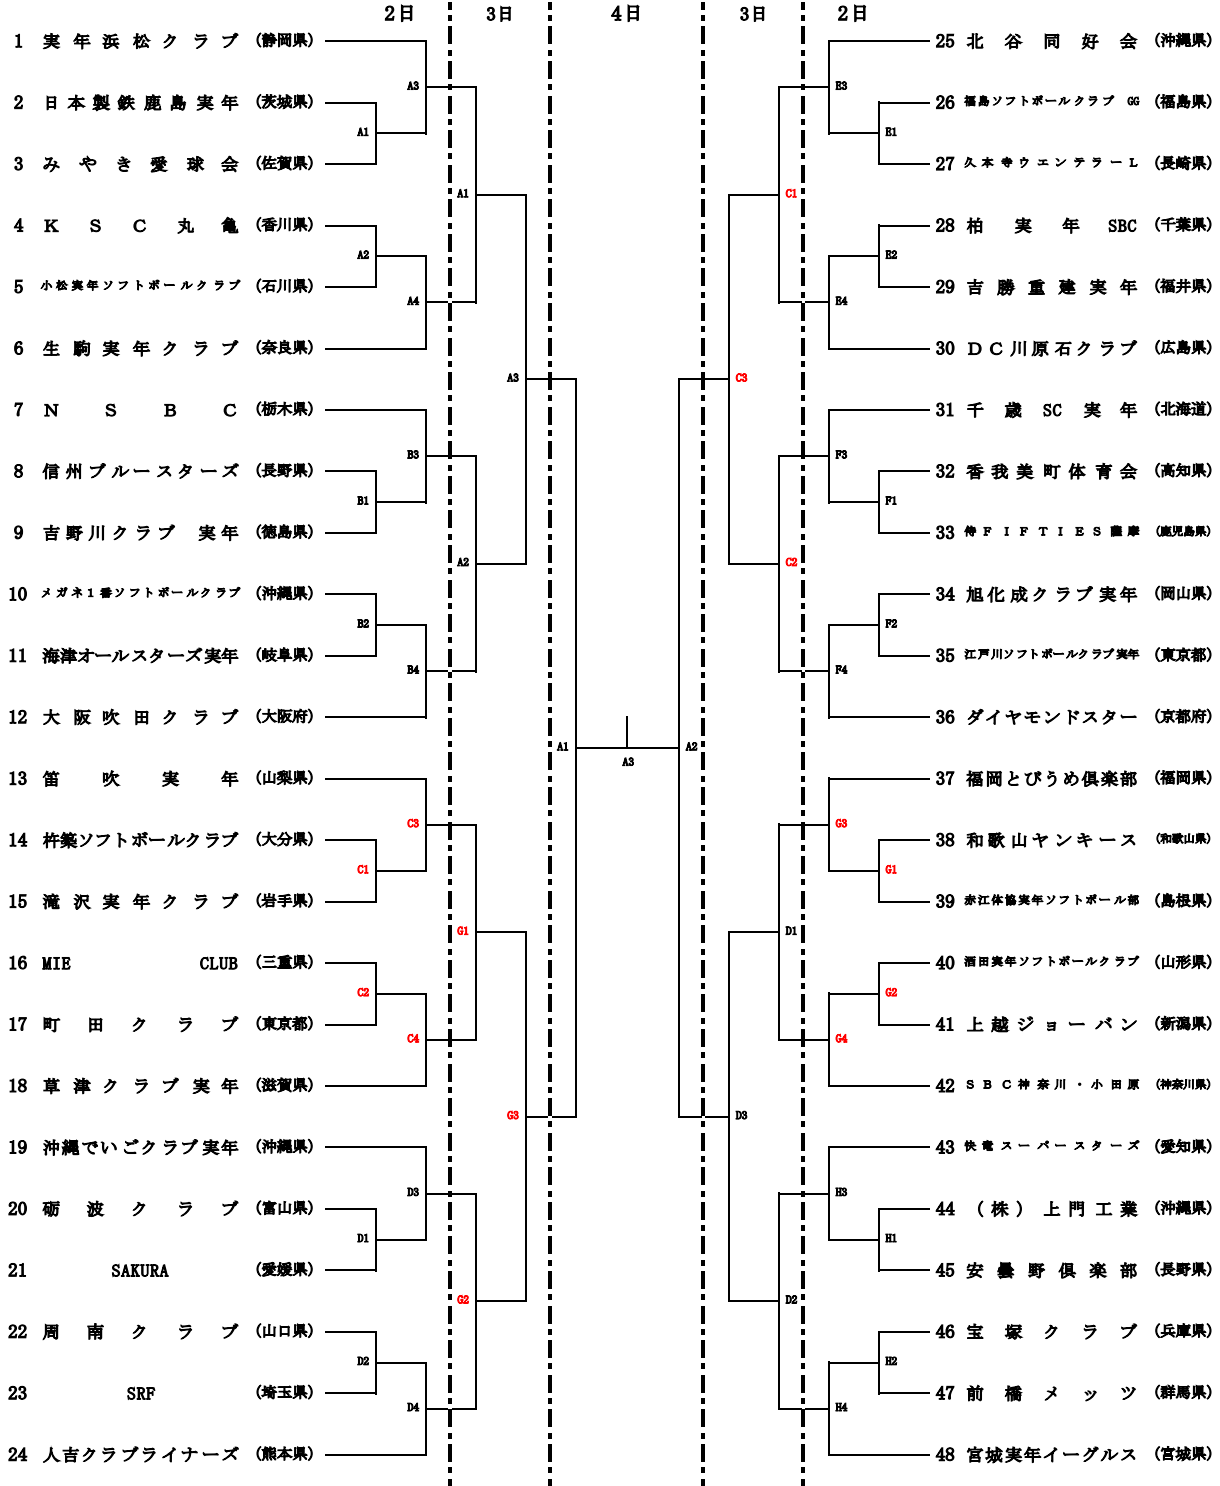 2日 3日 4日 3日 2日
1 実年浜松クラブ (静岡県)
A3
2 日本製鉄鹿島実年 (茨城県)
A1
3 みやき愛球会 (佐賀県)
A1
4 KSC丸亀 (香川県)
A2
5 小松実年ソフトボールクラブ (石川県)
A4
6 生駒実年クラブ (奈良県)
A3
7 NSBC (栃木県)
B3
8 信州ブルースターズ (長野県)
B1
9 吉野川クラブ 実年 (徳島県)
A2
10 メガネ1番ソフトボールクラブ (沖縄県)
B2
11 海津オールスターズ実年 (岐阜県)
B4
12 大阪吹田クラブ (大阪府)
A1
A3
A2
13 笛吹実年 (山梨県)
C3
14 杵築ソフトボールクラブ (大分県)
C1
15 滝沢実年クラブ (岩手県)
G1
16 MIE CLUB (三重県)
C2
17 町田クラブ (東京都)
C4
18 草津クラブ実年 (滋賀県)
G3
19 沖縄でいごクラブ実年 (沖縄県)
D3
20 砺波クラブ (富山県)
D1
21 SAKURA (愛媛県)
G2
22 周南クラブ (山口県)
D2
23 SRF (埼玉県)
D4
24 人吉クラブライナーズ (熊本県)
25 北谷同好会 (沖縄県)
E3
26 福島ソフトボールクラブ GG (福島県)
E1
27 久本寺ウエンテラーL (長崎県)
C1
28 柏実年SBC (千葉県)
E2
29 吉勝重建実年 (福井県)
E4
30 DC川原石クラブ (広島県)
C3
31 千歳SC実年 (北海道)
F3
32 香我美町体育会 (高知県)
F1
33 侍FIFTIES薩摩 (鹿児島県)
C2
34 旭化成クラブ実年 (岡山県)
F2
35 江戸川ソフトボールクラブ実年 (東京都)
F4
36 ダイヤモンドスター (京都府)
37 福岡とびうめ倶楽部 (福岡県)
G3
38 和歌山ヤンキース (和歌山県)
G1
39 赤江体協実年ソフトボール部 (島根県)
D1
40 酒田実年ソフトボールクラブ (山形県)
G2
41 上越ジョーバン (新潟県)
G4
42 SBC神奈川・小田原 (神奈川県)
D3
43 快竜スーパースターズ (愛知県)
H3
44 (株)上門工業 (沖縄県)
H1
45 安曇野倶楽部 (長野県)
D2
46 宝塚クラブ (兵庫県)
H2
47 前橋メッツ (群馬県)
H4
48 宮城実年イーグルス (宮城県)